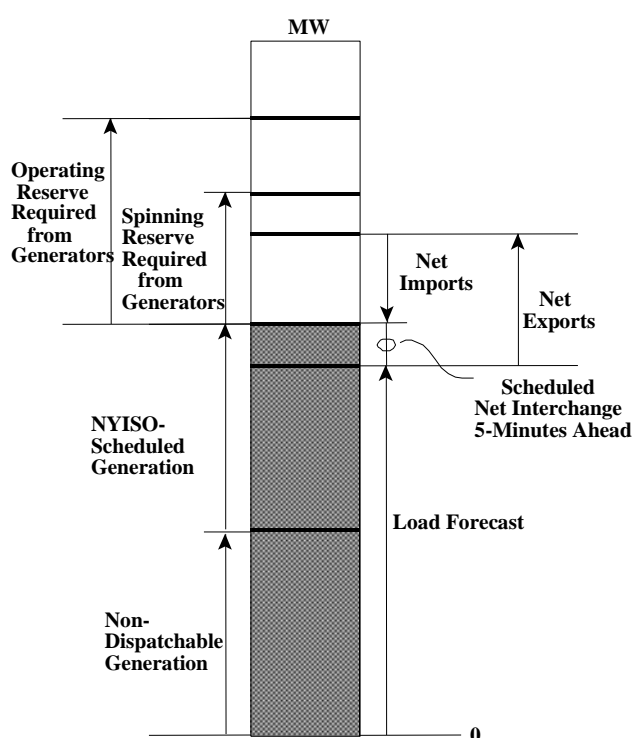 MW
Operating
Reserve
Required
from
Generators
Spinning
Reserve
Required
from
Generators
Net
Imports
Net
Exports
Scheduled
Net Interchange
5-Minutes Ahead
NYISO-
Scheduled
Generation
Load Forecast
Non-
Dispatchable
Generation
0